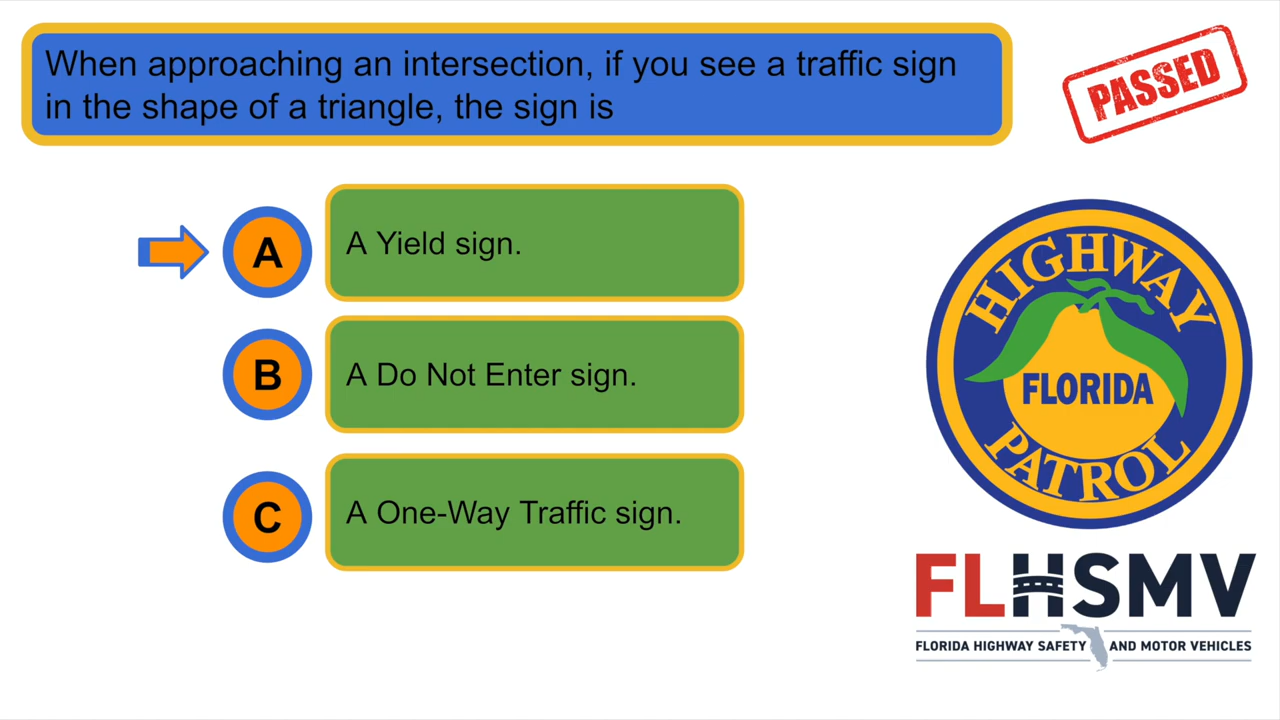 When approaching an intersection, if you see a traffic sign
in the shape of a triangle, the sign is
PASSED
A
A Yield sign.
B
A Do Not Enter sign.
C
A One-Way Traffic sign.
HIGHWAY
FLORIDA
PATROL
FLHSMV
FLORIDA HIGHWAY SAFETY AND MOTOR VEHICLES